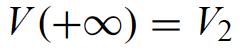 V(+∞) = V₂